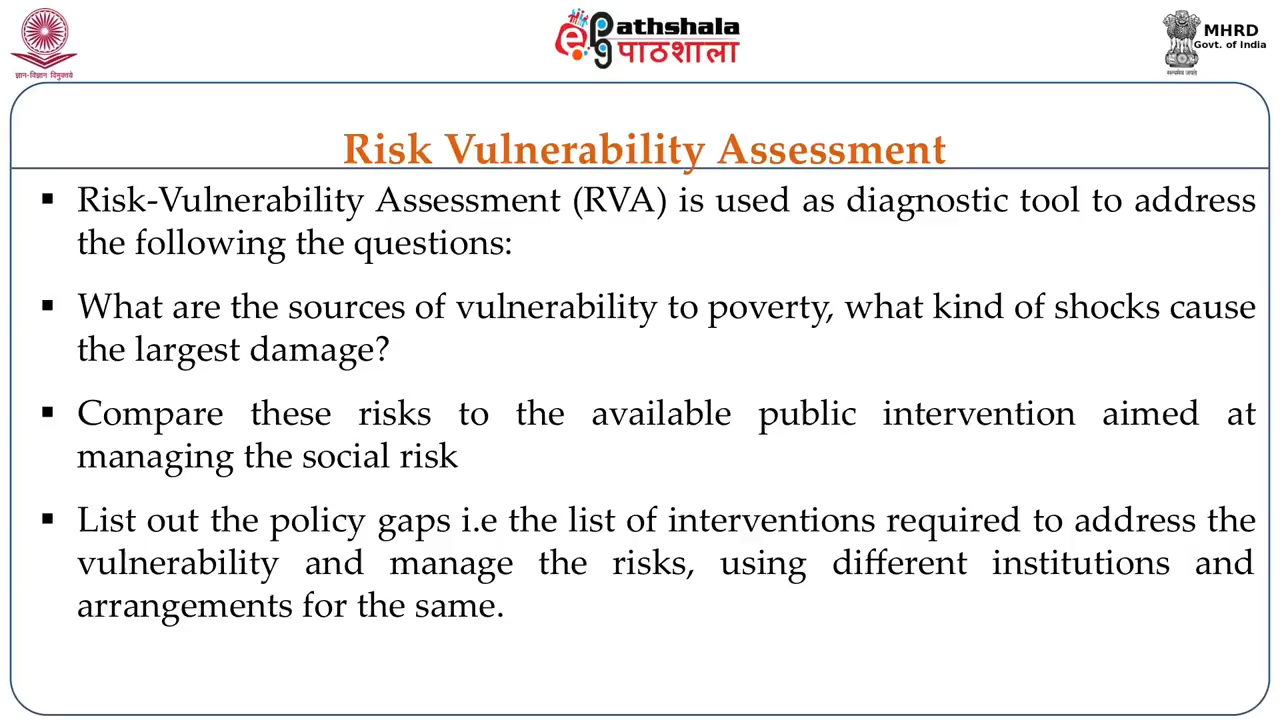 ज्ञान-विज्ञान विमुक्तये
Pathshala
पाठशाला
MHRD
Govt. of India
सत्यमेव जयते
Risk Vulnerability Assessment
▪ Risk-Vulnerability Assessment (RVA) is used as diagnostic tool to address
the following the questions:
▪ What are the sources of vulnerability to poverty, what kind of shocks cause
the largest damage?
▪ Compare these risks to the available public intervention aimed at
managing the social risk
▪ List out the policy gaps i.e the list of interventions required to address the
vulnerability and manage the risks, using different institutions and
arrangements for the same.